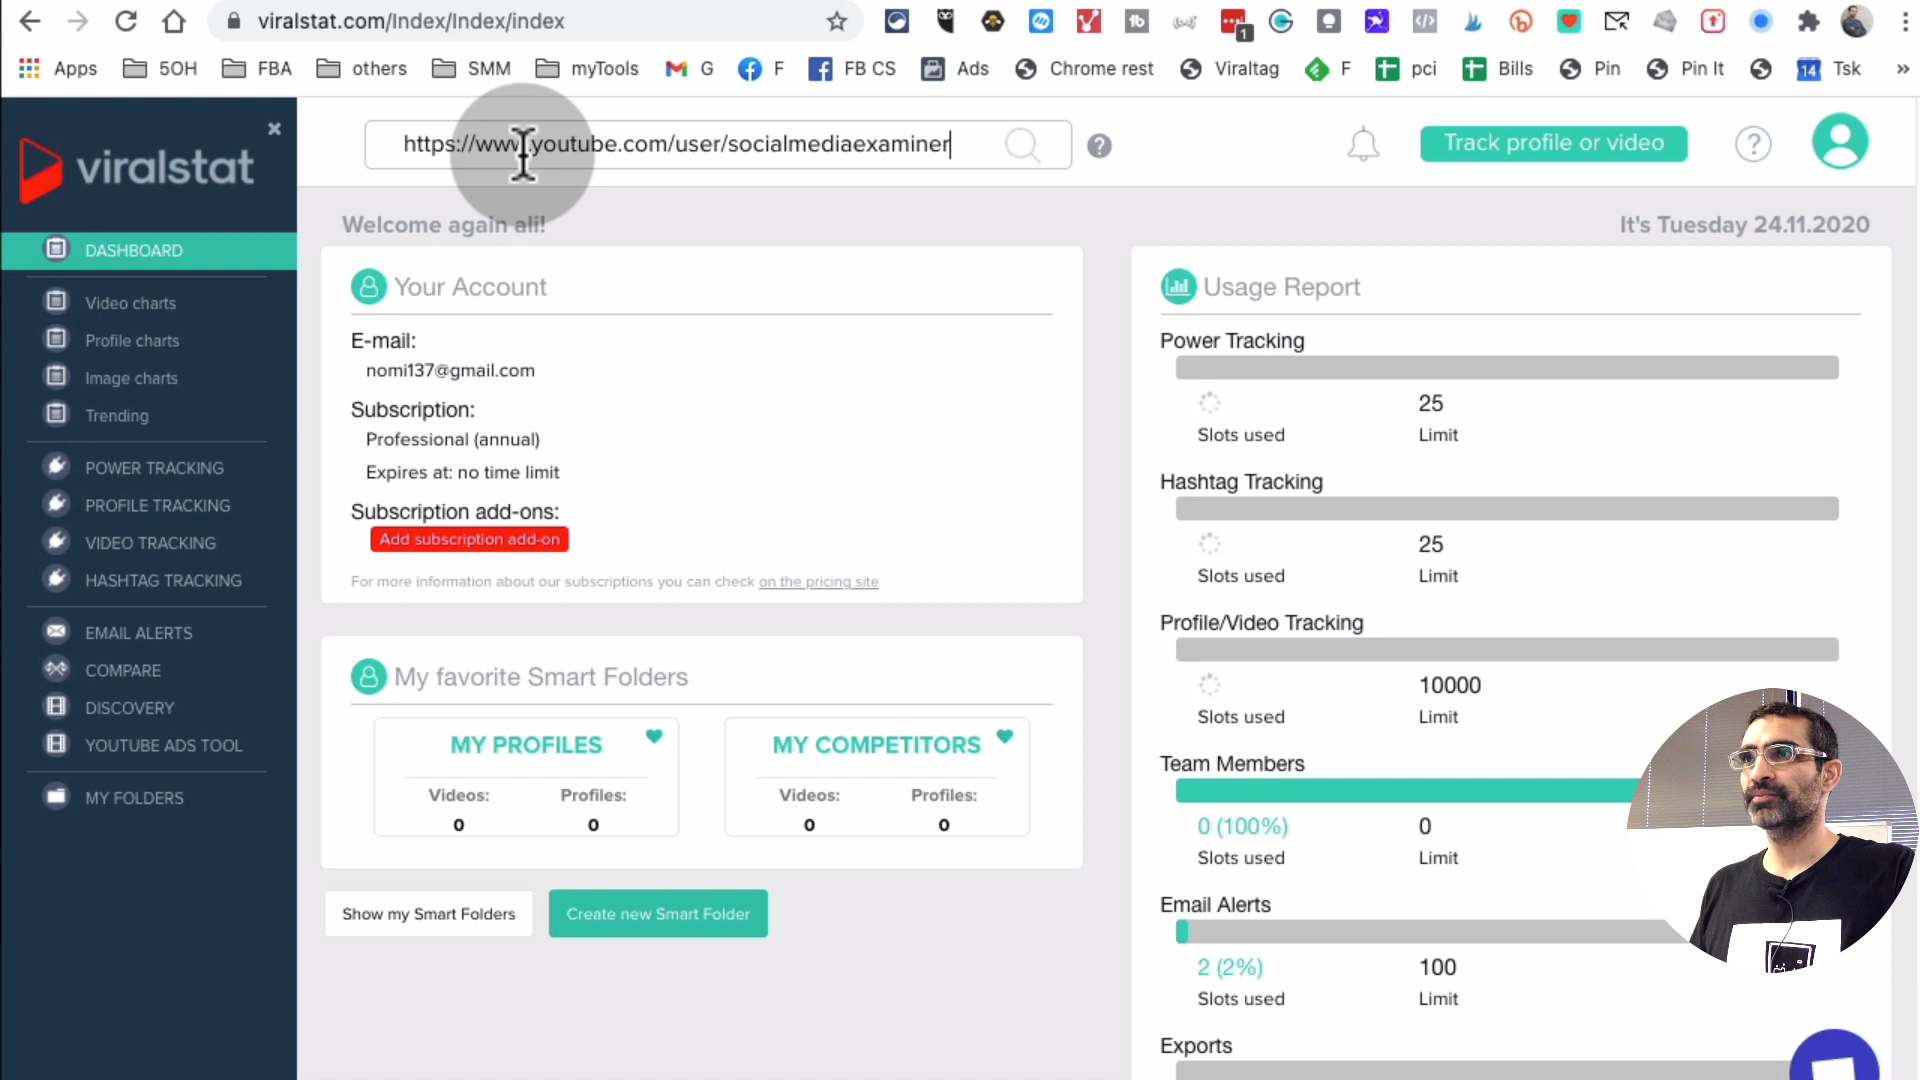 viralstat.com/Index/Index/index
1
Apps
5OH
FBA
others
SMM
myTools
G
F
FB CS
Ads
Chrome rest
Viraltag
F
pci
Bills
Pin
Pin It
14
Tsk
»
viralstat
https://www.youtube.com/user/socialmediaexaminer
Track profile or video
Welcome again ali!
It's Tuesday 24.11.2020
DASHBOARD
Video charts
Profile charts
Image charts
Trending
POWER TRACKING
PROFILE TRACKING
VIDEO TRACKING
HASHTAG TRACKING
EMAIL ALERTS
COMPARE
DISCOVERY
YOUTUBE ADS TOOL
MY FOLDERS
Your Account
E-mail:
nomi137@gmail.com
Subscription:
Professional (annual)
Expires at: no time limit
Subscription add-ons:
Add subscription add-on
For more information about our subscriptions you can check on the pricing site
My favorite Smart Folders
MY PROFILES
Videos: Profiles:
0 0
MY COMPETITORS
Videos: Profiles:
0 0
Show my Smart Folders
Create new Smart Folder
Usage Report
Power Tracking
25
Slots used Limit
Hashtag Tracking
25
Slots used Limit
Profile/Video Tracking
10000
Slots used Limit
Team Members
0 (100%) 0
Slots used Limit
Email Alerts
2 (2%) 100
Slots used Limit
Exports